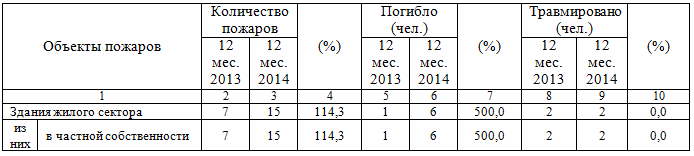 Объекты пожаров
Количество пожаров
(%)
Погибло (чел.)
(%)
Травмировано (чел.)
(%)
12 мес. 2013
12 мес. 2014
12 мес. 2013
12 мес. 2014
12 мес. 2013
12 мес. 2014
1 2 3 4 5 6 7 8 9 10
Здания жилого сектора 7 15 114,3 1 6 500,0 2 2 0,0
из них в частной собственности 7 15 114,3 1 6 500,0 2 2 0,0